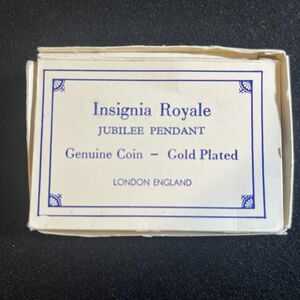 Insignia Royale
JUBILEE PENDANT
Genuine Coin – Gold Plated
LONDON ENGLAND